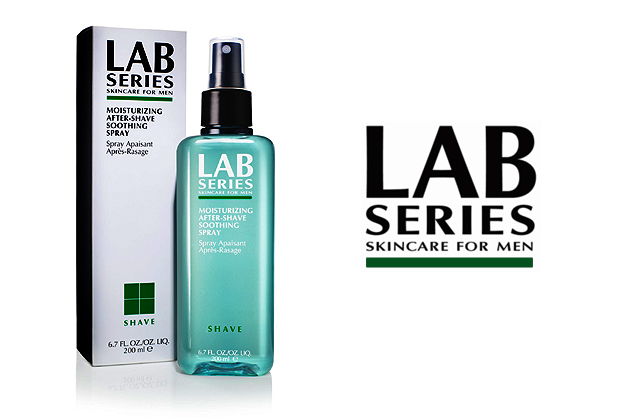 LAB
SERIES
SKINCARE FOR MEN
MOISTURIZING
AFTER-SHAVE
SOOTHING
SPRAY
Spray Apaisant
Après-Rasage
SHAVE
6.7 FL. OZ./OZ. LIQ.
200 ml ℮
LAB
SERIES
SKINCARE FOR MEN
MOISTURIZING
AFTER-SHAVE
SOOTHING
SPRAY
Spray Apaisant
Après-Rasage
SHAVE
6.7 FL. OZ./OZ. LIQ.
200 ml ℮
LAB
SERIES
SKINCARE FOR MEN